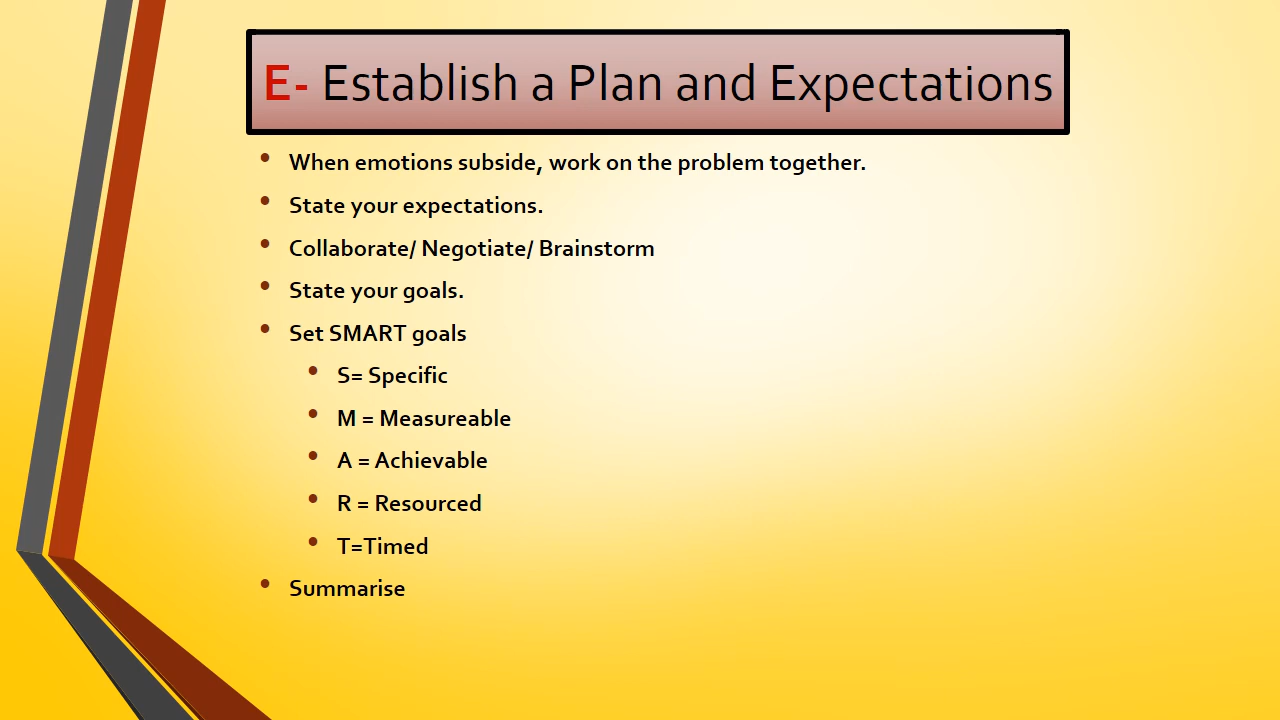 E- Establish a Plan and Expectations
• When emotions subside, work on the problem together.
• State your expectations.
• Collaborate/ Negotiate/ Brainstorm
• State your goals.
• Set SMART goals
• S= Specific
• M = Measureable
• A = Achievable
• R = Resourced
• T=Timed
• Summarise